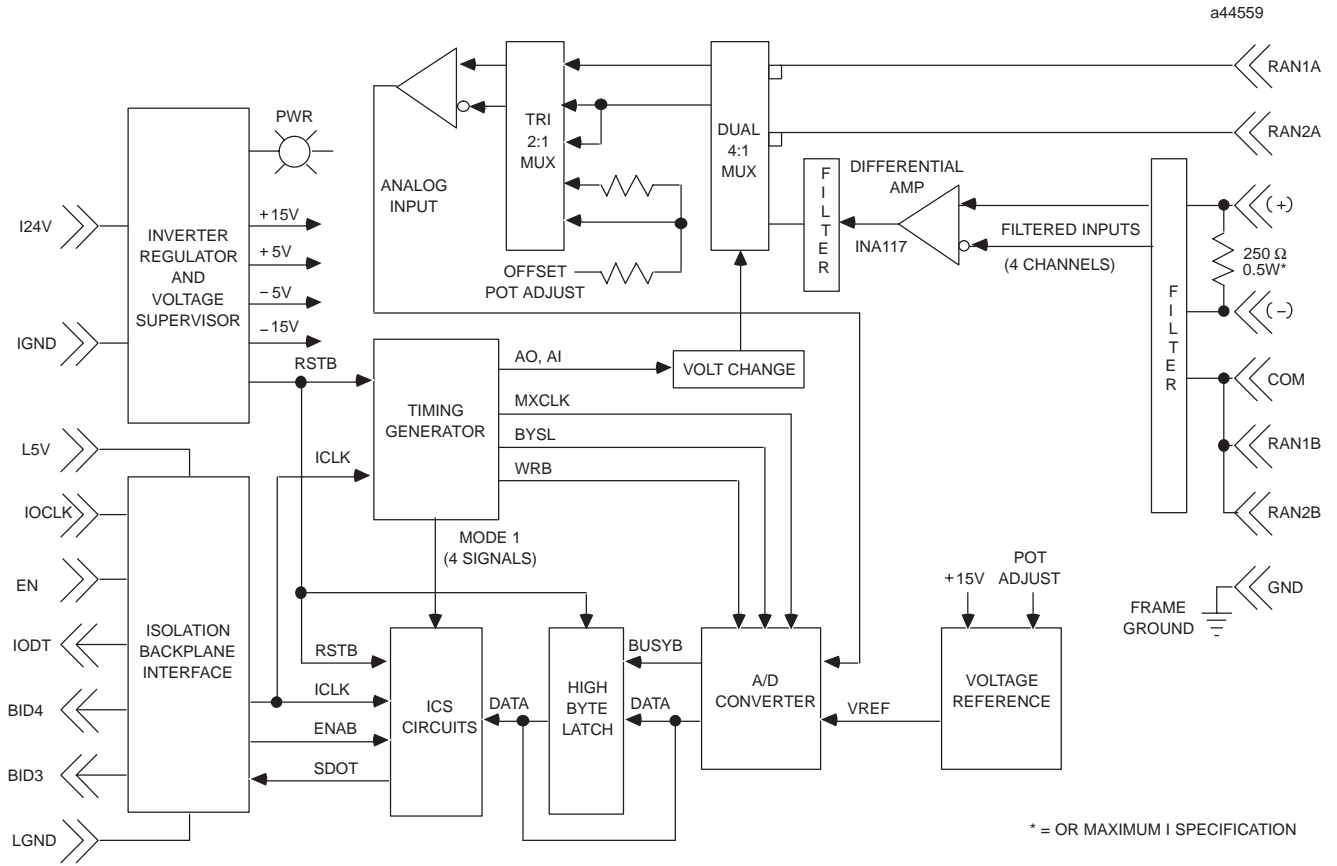 a44559
RAN1A
RAN2A
TRI
2:1
MUX
DUAL
4:1
MUX
PWR
ANALOG
INPUT
F
I
L
T
E
R
DIFFERENTIAL
AMP
INA117
FILTERED INPUTS
(4 CHANNELS)
F
I
L
T
E
R
(+)
250 Ω
0.5W*
(–)
COM
RAN1B
RAN2B
GND
FRAME
GROUND
I24V
IGND
INVERTER
REGULATOR
AND
VOLTAGE
SUPERVISOR
+15V
+5V
–5V
–15V
OFFSET
POT ADJUST
RSTB
ICLK
TIMING
GENERATOR
AO, AI
MXCLK
BYSL
WRB
VOLT CHANGE
MODE 1
(4 SIGNALS)
L5V
IOCLK
EN
IODT
BID4
BID3
LGND
ISOLATION
BACKPLANE
INTERFACE
RSTB
ICLK
ENAB
SDOT
ICS
CIRCUITS
DATA
HIGH
BYTE
LATCH
BUSYB
DATA
A/D
CONVERTER
VREF
+15V
POT
ADJUST
VOLTAGE
REFERENCE
* = OR MAXIMUM I SPECIFICATION